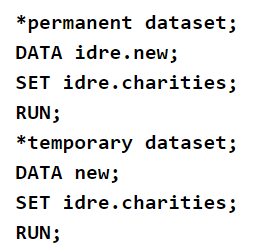 *permanent dataset;
DATA idre.new;
SET idre.charities;
RUN;
*temporary dataset;
DATA new;
SET idre.charities;
RUN;